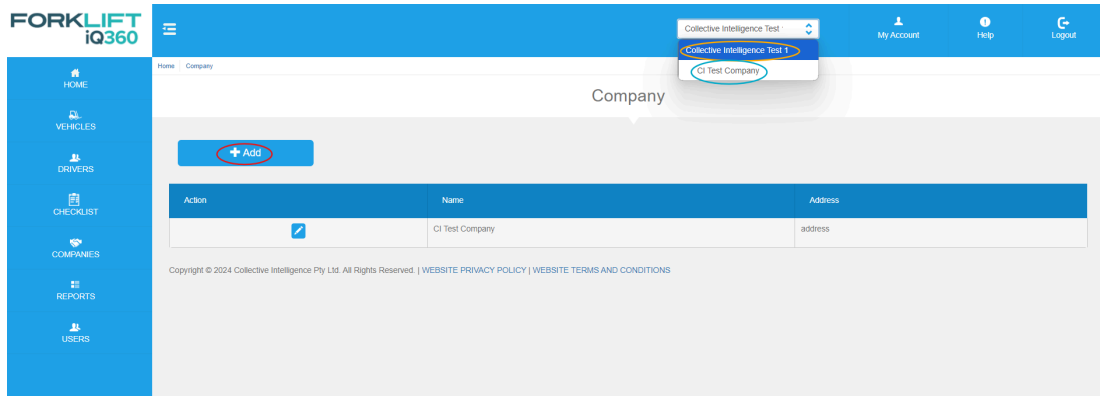 FORKLIFT
iQ360
Collective Intelligence Test
My Account
Help
Logout
Collective Intelligence Test 1
CI Test Company
Home
Company
Company
HOME
VEHICLES
DRIVERS
CHECKLIST
COMPANIES
REPORTS
USERS
Add
Action Name Address
CI Test Company address
Copyright © 2024 Collective Intelligence Pty Ltd. All Rights Reserved. | WEBSITE PRIVACY POLICY | WEBSITE TERMS AND CONDITIONS